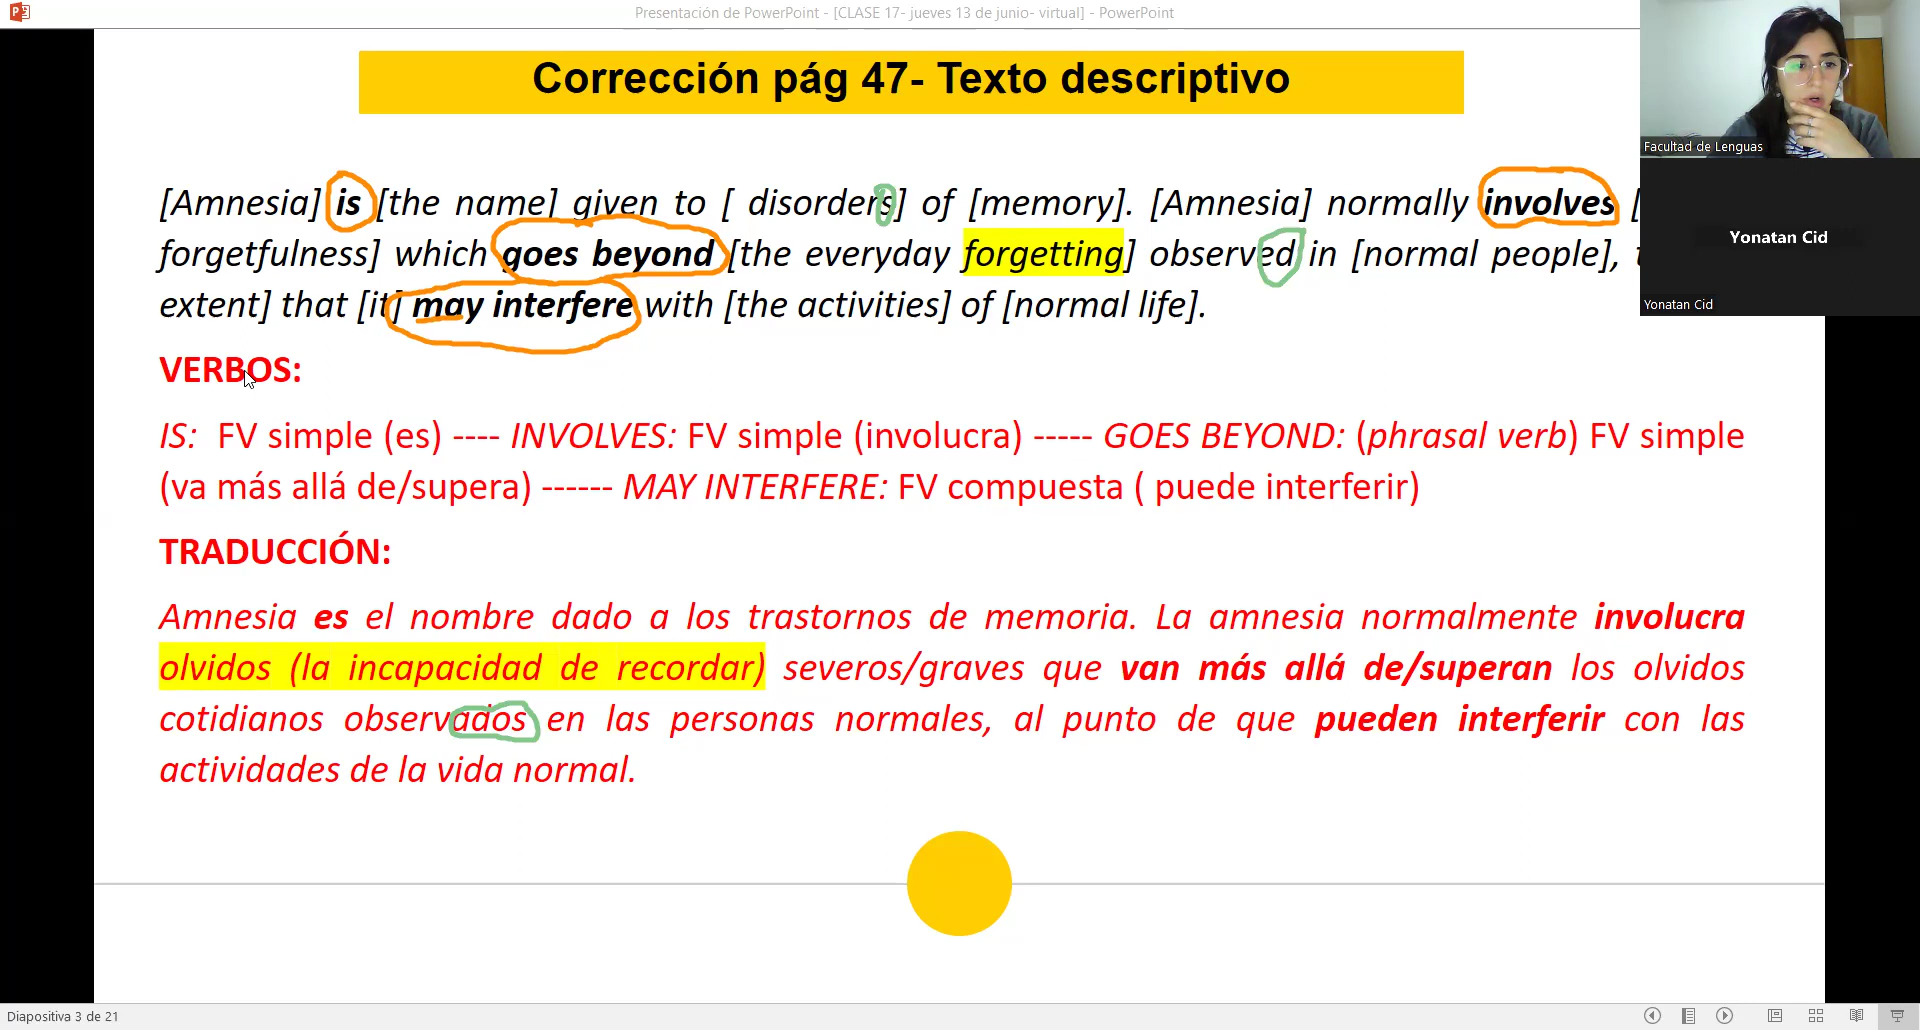 Presentación de PowerPoint - [CLASE 17- jueves 13 de junio- virtual] - PowerPoint
Corrección pág 47- Texto descriptivo
Facultad de Lenguas
[Amnesia] is [the name] given to [ disorders] of [memory]. [Amnesia] normally involves [
Yonatan Cid
forgetfulness] which goes beyond [the everyday forgetting] observed in [normal people],
extent] that [it] may interfere with [the activities] of [normal life].
Yonatan Cid
VERBOS:
IS: FV simple (es) ---- INVOLVES: FV simple (involucra) ----- GOES BEYOND: (phrasal verb) FV simple
(va más allá de/supera) ------ MAY INTERFERE: FV compuesta ( puede interferir)
TRADUCCIÓN:
Amnesia es el nombre dado a los trastornos de memoria. La amnesia normalmente involucra
olvidos (la incapacidad de recordar) severos/graves que van más allá de/superan los olvidos
cotidianos observados en las personas normales, al punto de que pueden interferir con las
actividades de la vida normal.
Diapositiva 3 de 21